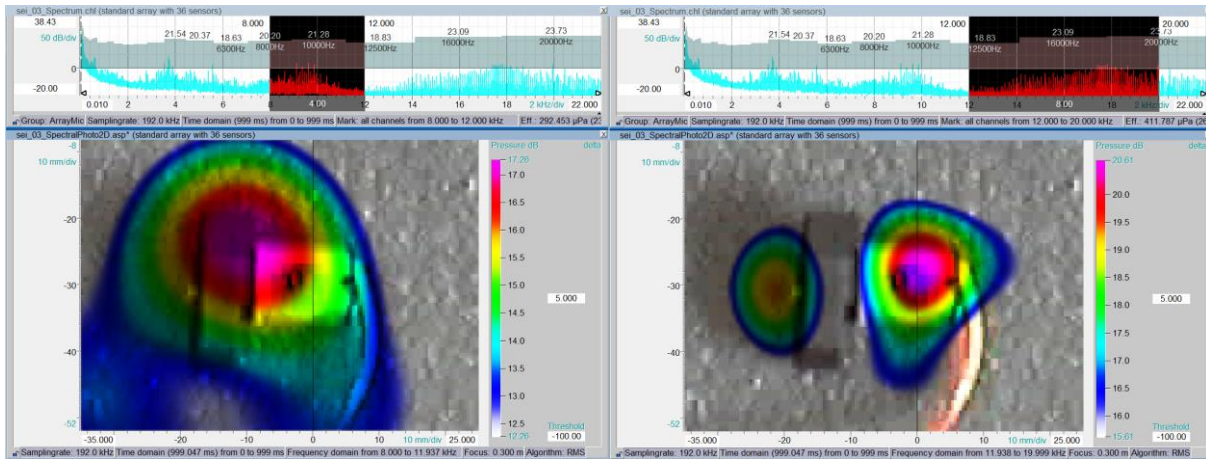 sei_03_Spectrum.chl (standard array with 36 sensors)
38.43
8.000
12.000
50 dB/div
21.54
20.37
18.63
6300Hz
20.20
8000Hz
21.28
10000Hz
18.83
12500Hz
23.09
16000Hz
23.73
20000Hz
0
-20.00
0.010
2
4
6
8
4.00
12
14
16
18
2 kHz/div
22.000
Group: ArrayMic
Samplingrate: 192.0 kHz
Time domain (999 ms) from 0 to 999 ms
Mark: all channels from 8.000 to 12.000 kHz
Eff.: 292.453 µPa
sei_03_SpectralPhoto2D.asp* (standard array with 36 sensors)
-8
10 mm/div
-20
-30
-40
-52
-35.000
-20
-10
0
10 mm/div
25.000
Pressure dB
delta
17.26
17.0
16.5
16.0
15.5
15.0
14.5
14.0
13.5
13.0
12.5
12.26
5.000
Threshold
-100.00
Samplingrate: 192.0 kHz
Time domain (999.047 ms) from 0 to 999 ms
Frequency domain from 8.000 to 11.937 kHz
Focus: 0.300 m
Algorithm: RMS
sei_03_Spectrum.chl (standard array with 36 sensors)
38.43
12.000
20.000
50 dB/div
21.54
20.37
18.63
6300Hz
20.20
8000Hz
21.28
10000Hz
18.83
12500Hz
23.09
16000Hz
20000Hz
0
-20.00
0.010
2
4
6
8
10
12
8.00
2 kHz/div
22.000
Group: ArrayMic
Samplingrate: 192.0 kHz
Time domain (999 ms) from 0 to 999 ms
Mark: all channels from 12.000 to 20.000 kHz
Eff.: 411.787 µPa
sei_03_SpectralPhoto2D.asp* (standard array with 36 sensors)
-8
10 mm/div
-20
-30
-40
-52
-35.000
-20
-10
0
10 mm/div
25.000
Pressure dB
delta
20.61
20.0
19.5
19.0
18.5
18.0
17.5
17.0
16.5
16.0
15.61
5.000
Threshold
-100.00
Samplingrate: 192.0 kHz
Time domain (999.047 ms) from 0 to 999 ms
Frequency domain from 11.938 to 19.999 kHz
Focus: 0.300 m
Algorithm: RMS